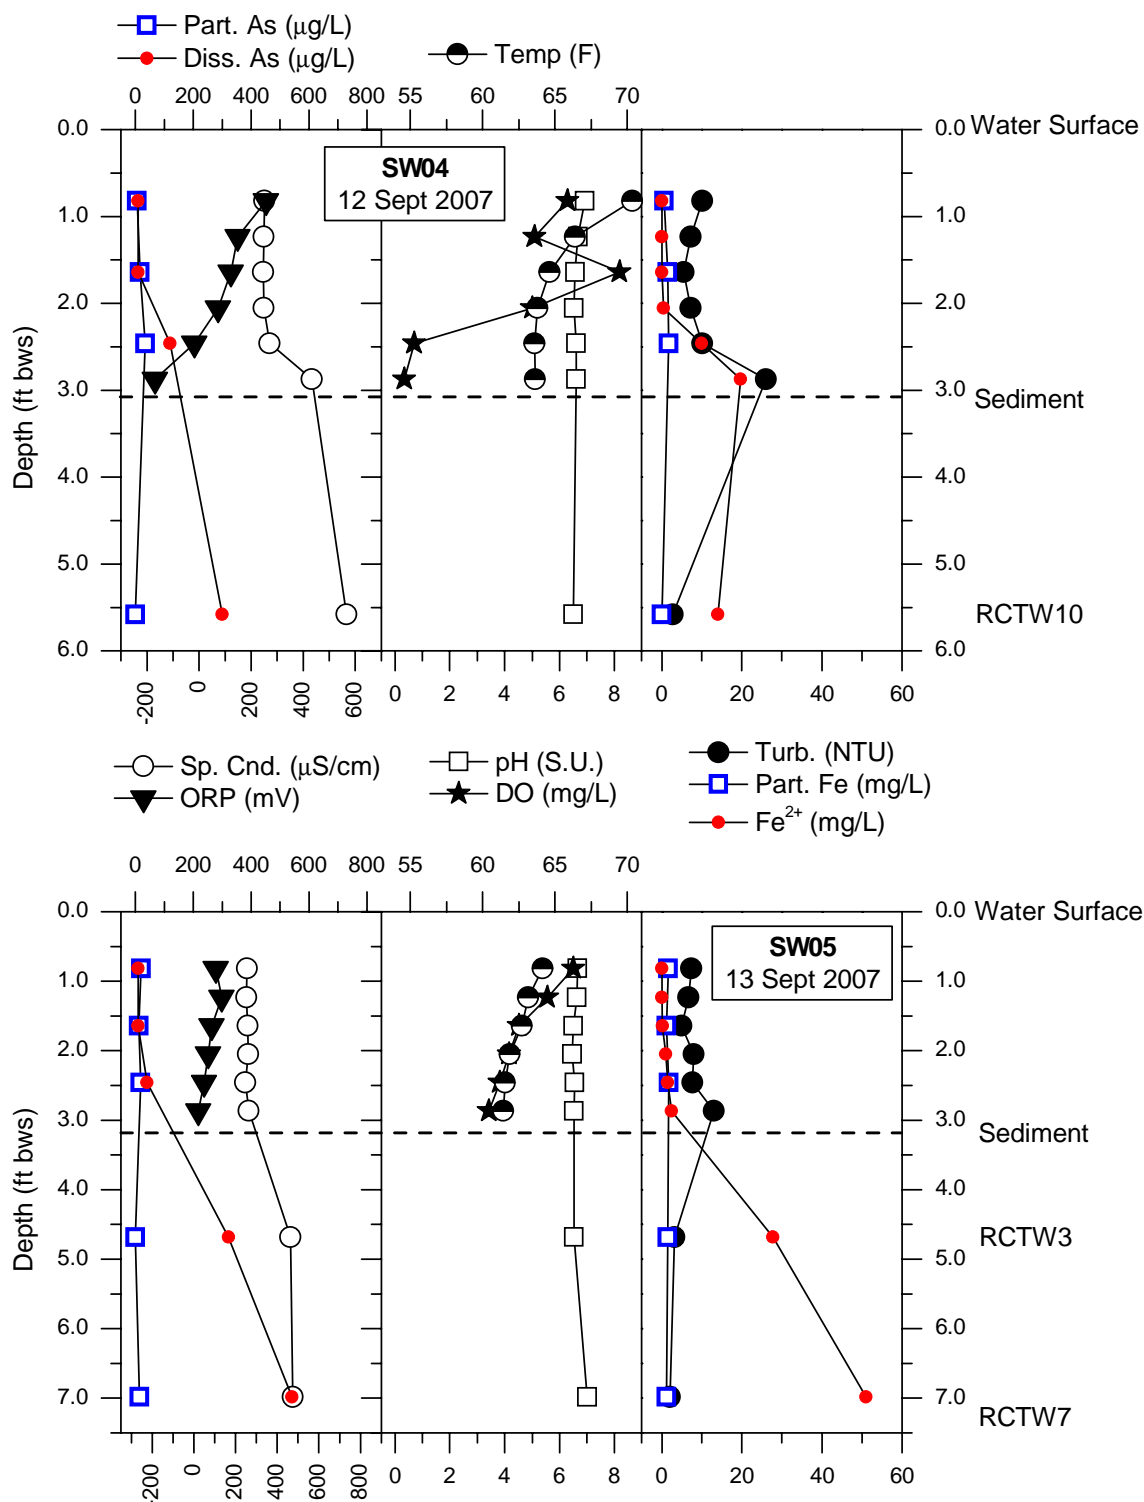 Part. As (μg/L)
Diss. As (μg/L)
Temp (F)
0 200 400 600 800
55 60 65 70
0.0 0.0 Water Surface
SW04
12 Sept 2007
1.0 1.0
2.0 2.0
3.0 3.0
Sediment
4.0 4.0
5.0 5.0
RCTW10
6.0 6.0
Depth (ft bws)
-200 0 200 400 600
0 2 4 6 8
0 20 40 60
Sp. Cnd. (μS/cm)
ORP (mV)
pH (S.U.)
DO (mg/L)
Turb. (NTU)
Part. Fe (mg/L)
Fe²⁺ (mg/L)
0 200 400 600 800
55 60 65 70
0.0 0.0 Water Surface
SW05
13 Sept 2007
1.0 1.0
2.0 2.0
3.0 3.0
Sediment
4.0 4.0
RCTW3
5.0 5.0
6.0 6.0
7.0 7.0
RCTW7
Depth (ft bws)
-200 0 200 400 600
0 2 4 6 8
0 20 40 60